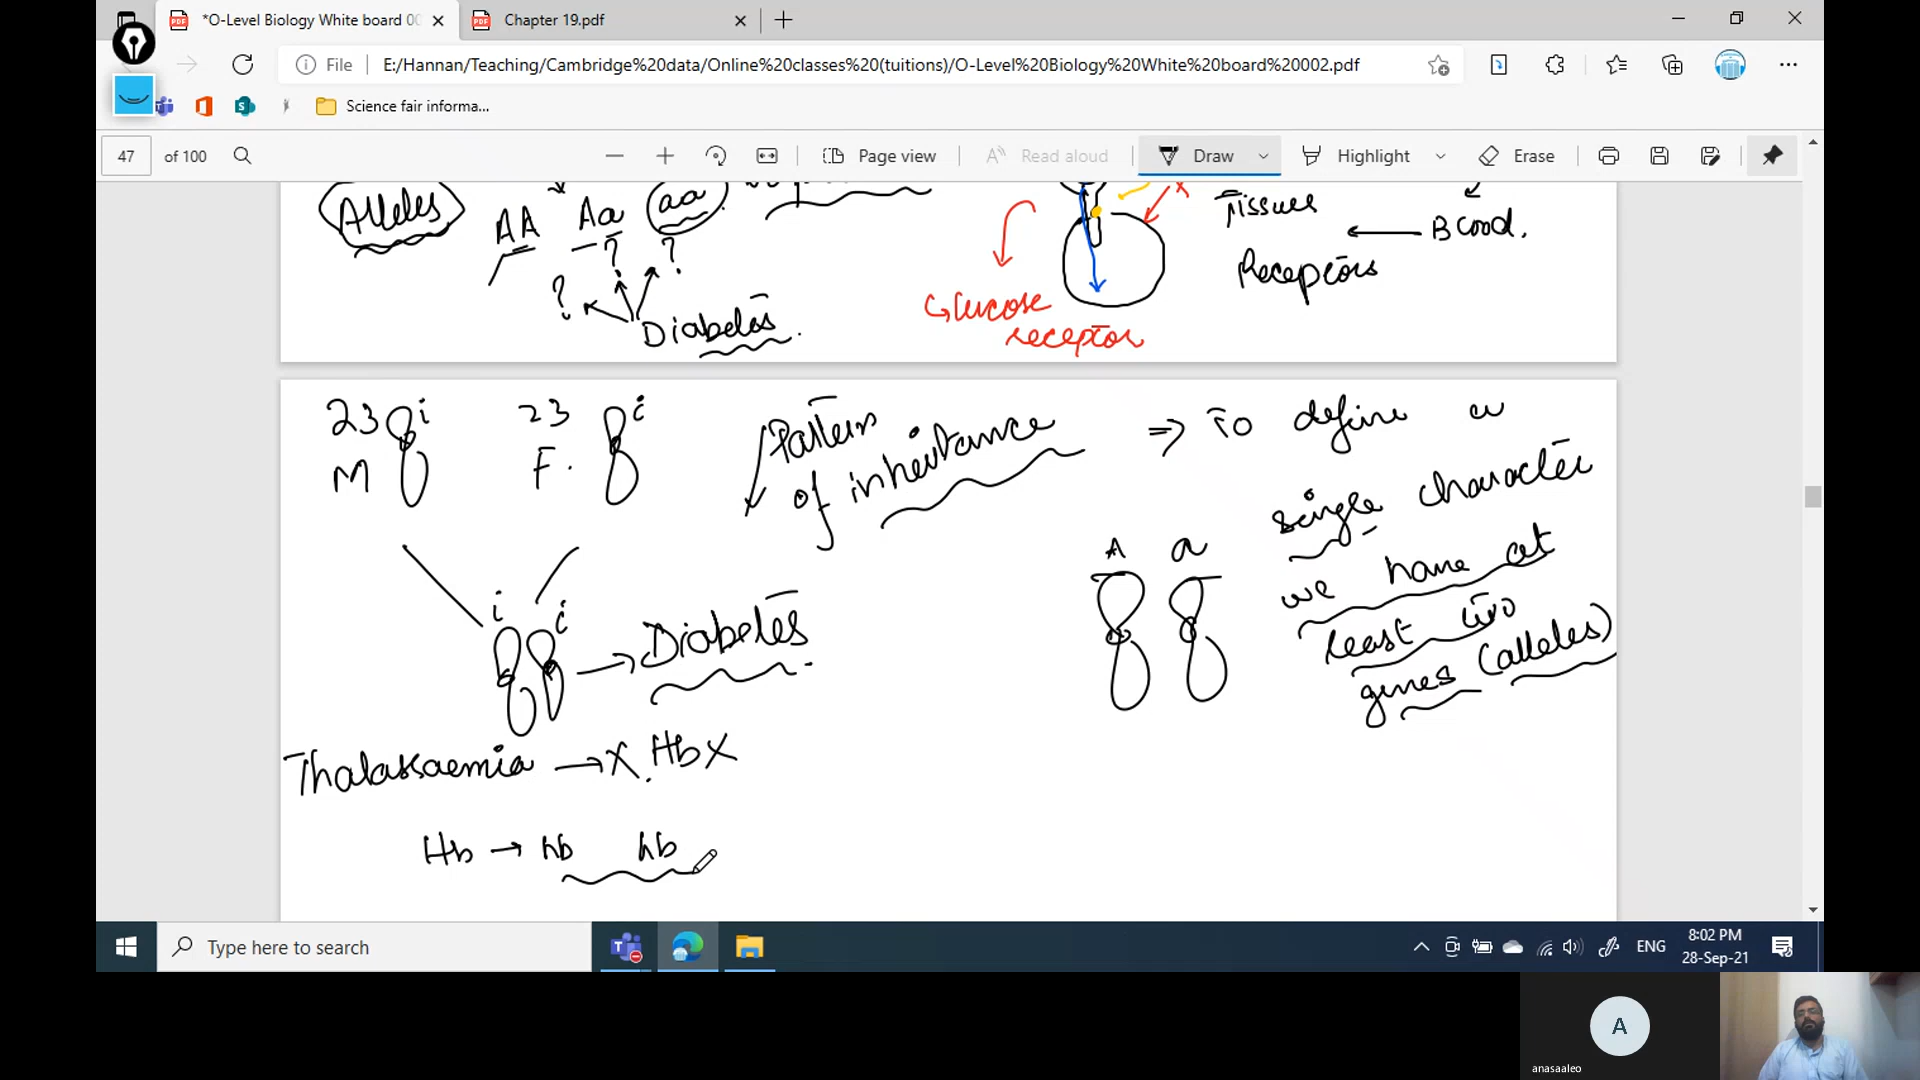 *O-Level Biology White board 00
Chapter 19.pdf
File
E:/Hannan/Teaching/Cambridge%20data/Online%20classes%20(tuitions)/O-Level%20Biology%20White%20board%20002.pdf
Science fair informa...
47 of 100
Page view
Read aloud
Draw
Highlight
Erase
Alleles
AA Aa aa
? ? ?
Diabetes.
Glucose
receptor
x
Tissues
Receptors
Blood.
23 i
M
23 i
F.
Pattern
of inheritance
=> To define a
single character
we have at
least two
genes (alleles)
A a
i i
Diabetes
Thalassaemia → X HbX
Hb → hb hb
Type here to search
ENG
8:02 PM
28-Sep-21
A
anasaaleo